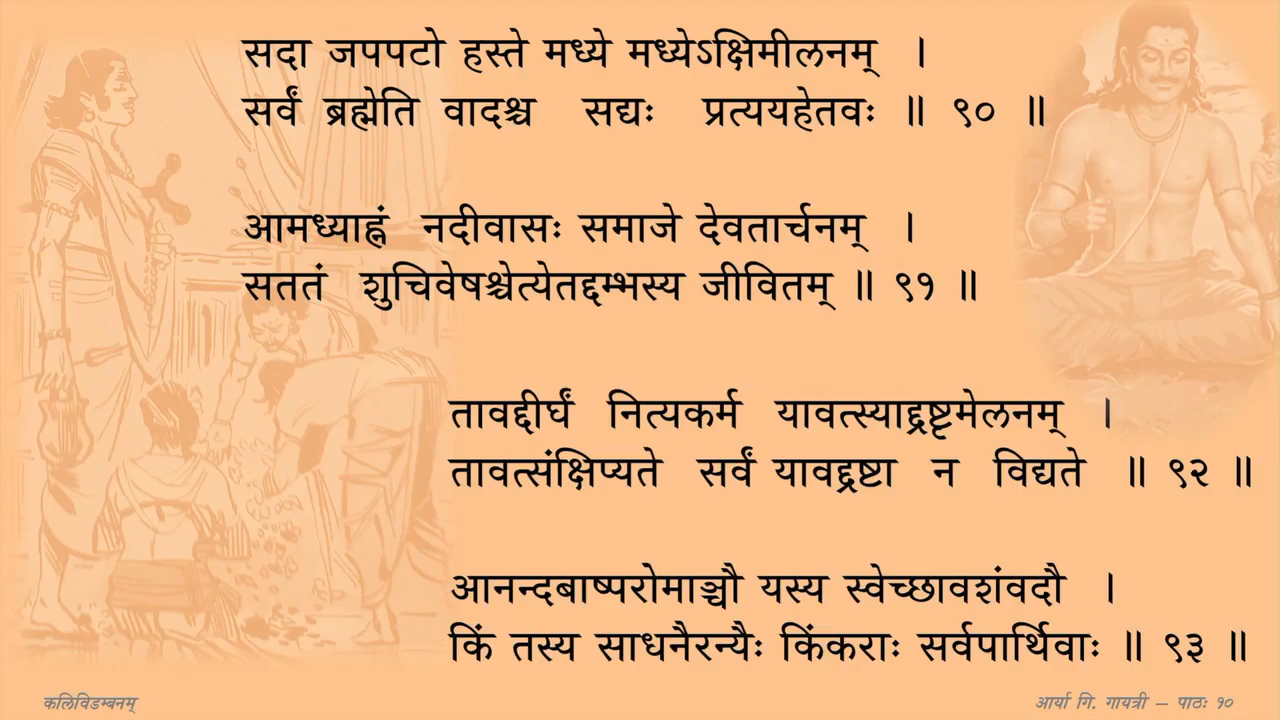 सदा जपपटो हस्ते मध्ये मध्येऽक्षिमीलनम् ।
सर्वं ब्रह्मेति वादश्च सद्यः प्रत्ययहेतवः ॥ ९० ॥
आमध्याह्नं नदीवासः समाजे देवतार्चनम् ।
सततं शुचिवेषश्चेत्येतद्दम्भस्य जीवितम् ॥ ९१ ॥
तावद्दीर्घं नित्यकर्म यावत्स्याद्द्रष्टृमेलनम् ।
तावत्संक्षिप्यते सर्वं यावद्द्रष्टा न विद्यते ॥ ९२ ॥
आनन्दबाष्परोमाञ्चौ यस्य स्वेच्छावशंवदौ ।
किं तस्य साधनैरन्यैः किंकराः सर्वपार्थिवाः ॥ ९३ ॥
कलिविडम्बनम्
आर्या गि. गायत्री – पाठः १०